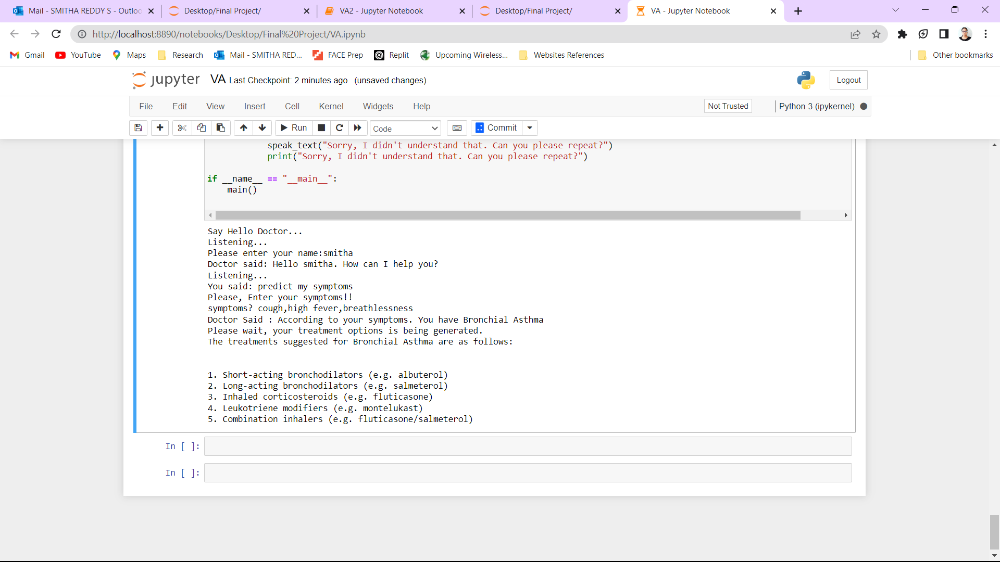 Mail - SMITHA REDDY S - Outloo
Desktop/Final Project/
VA2 - Jupyter Notebook
Desktop/Final Project/
VA - Jupyter Notebook
http://localhost:8890/notebooks/Desktop/Final%20Project/VA.ipynb
Gmail
YouTube
Maps
Research
Mail - SMITHA RED...
FACE Prep
Replit
Upcoming Wireless...
Websites References
Other bookmarks
jupyter VA Last Checkpoint: 2 minutes ago (unsaved changes)
Logout
File Edit View Insert Cell Kernel Widgets Help
Not Trusted
Python 3 (ipykernel)
Run
Code
Commit
speak_text("Sorry, I didn't understand that. Can you please repeat?")
print("Sorry, I didn't understand that. Can you please repeat?")
if __name__ == "__main__":
main()
Say Hello Doctor...
Listening...
Please enter your name:smitha
Doctor said: Hello smitha. How can I help you?
Listening...
You said: predict my symptoms
Please, Enter your symptoms!!
symptoms? cough,high fever,breathlessness
Doctor Said : According to your symptoms. You have Bronchial Asthma
Please wait, your treatment options is being generated.
The treatments suggested for Bronchial Asthma are as follows:
1. Short-acting bronchodilators (e.g. albuterol)
2. Long-acting bronchodilators (e.g. salmeterol)
3. Inhaled corticosteroids (e.g. fluticasone)
4. Leukotriene modifiers (e.g. montelukast)
5. Combination inhalers (e.g. fluticasone/salmeterol)
In [ ]:
In [ ]: